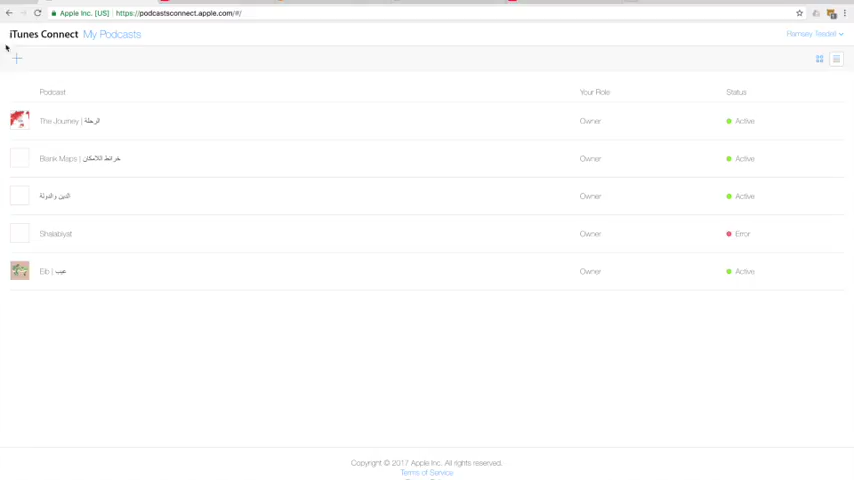 Apple Inc. [US] https://podcastsconnect.apple.com/#/
iTunes Connect My Podcasts Ramsey Tesdell
Podcast Your Role Status
The Journey | الرحلة Owner Active
Blank Maps | خرائط اللامكان Owner Active
الدين والدولة Owner Active
Shalabiyat Owner Error
Eib | عيب Owner Active
Copyright © 2017 Apple Inc. All rights reserved.
Terms of Service